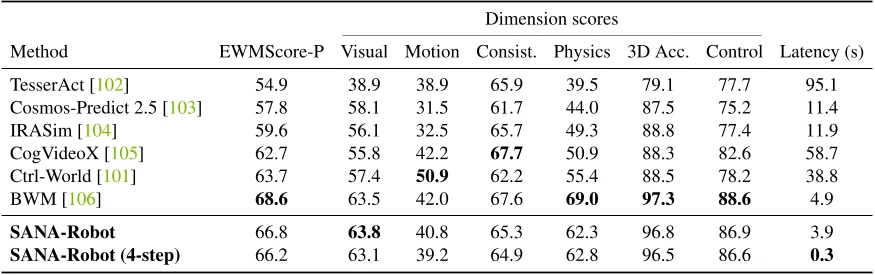 Dimension scores
Method EWMScore-P Visual Motion Consist. Physics 3D Acc. Control Latency (s)
TesserAct [102] 54.9 38.9 38.9 65.9 39.5 79.1 77.7 95.1
Cosmos-Predict 2.5 [103] 57.8 58.1 31.5 61.7 44.0 87.5 75.2 11.4
IRASim [104] 59.6 56.1 32.5 65.7 49.3 88.8 77.4 11.9
CogVideoX [105] 62.7 55.8 42.2 67.7 50.9 88.3 82.6 58.7
Ctrl-World [101] 63.7 57.4 50.9 62.2 55.4 88.5 78.2 38.8
BWM [106] 68.6 63.5 42.0 67.6 69.0 97.3 88.6 4.9
SANA-Robot 66.8 63.8 40.8 65.3 62.3 96.8 86.9 3.9
SANA-Robot (4-step) 66.2 63.1 39.2 64.9 62.8 96.5 86.6 0.3